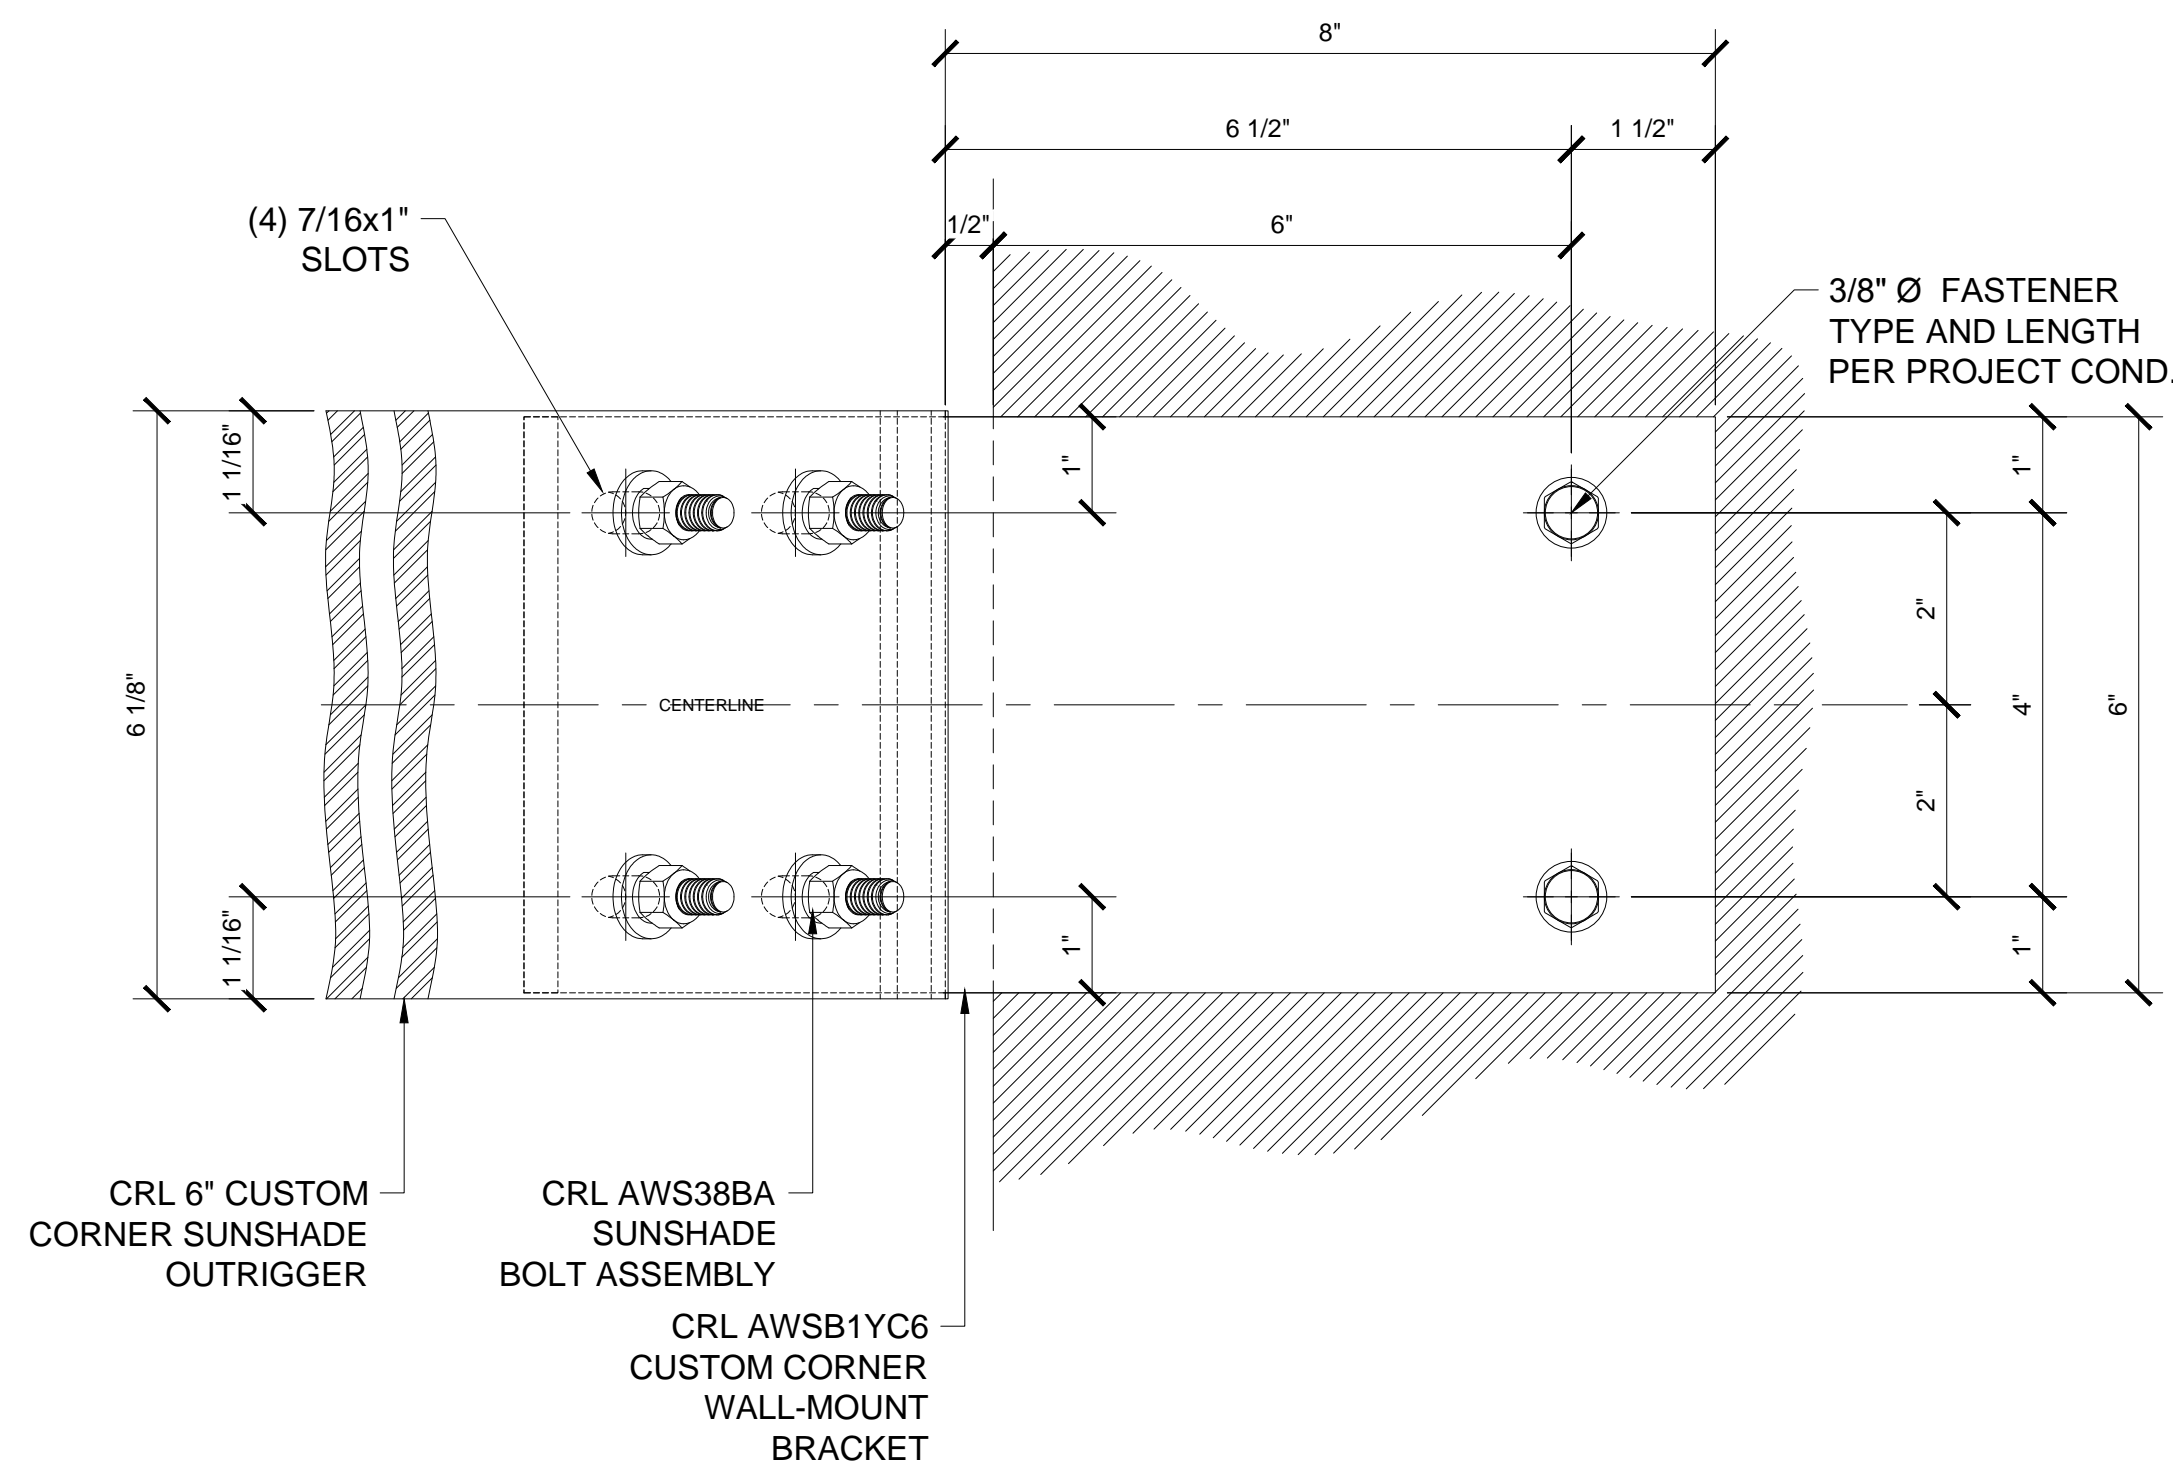 8"
6 1/2"
1 1/2"
1/2"
6"
(4) 7/16x1"
SLOTS
3/8" Ø FASTENER
TYPE AND LENGTH
PER PROJECT COND.
1 1/16"
1"
1"
2"
6 1/8"
CENTERLINE
4"
6"
2"
1 1/16"
1"
1"
CRL 6" CUSTOM
CORNER SUNSHADE
OUTRIGGER
CRL AWS38BA
SUNSHADE
BOLT ASSEMBLY
CRL AWSB1YC6
CUSTOM CORNER
WALL-MOUNT
BRACKET